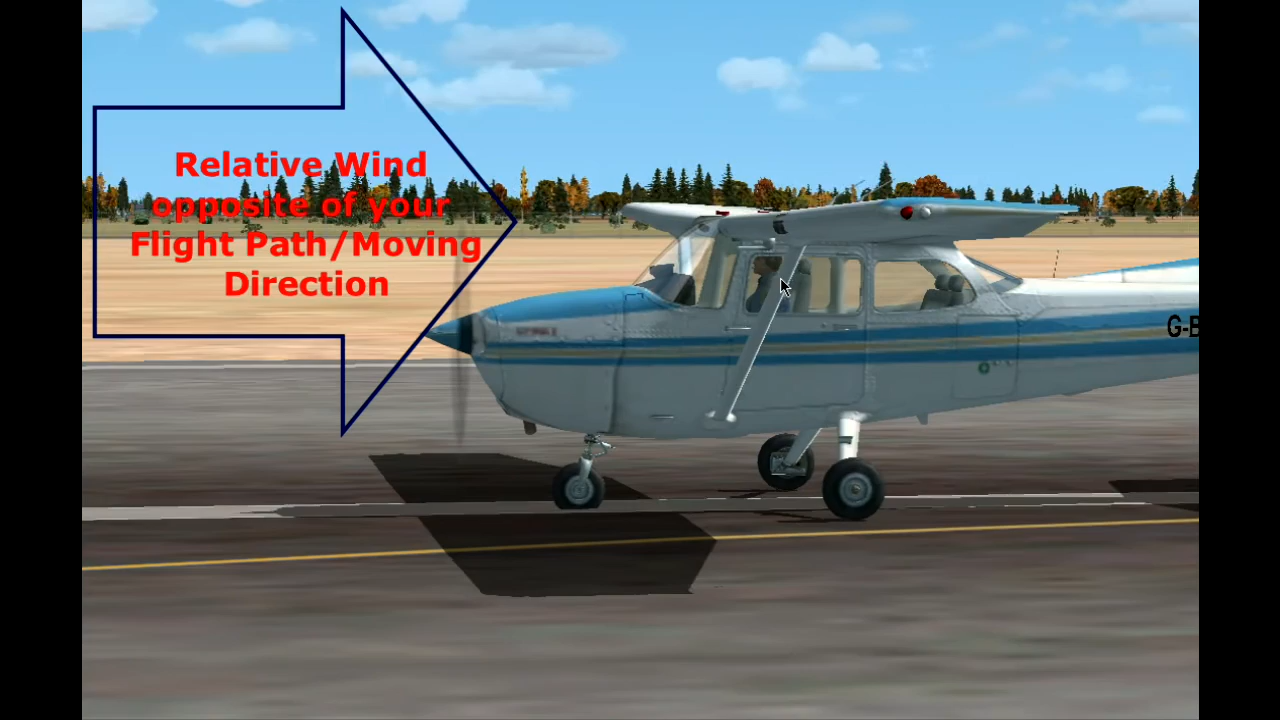 Relative Wind
opposite of your
Flight Path/Moving
Direction
G-E